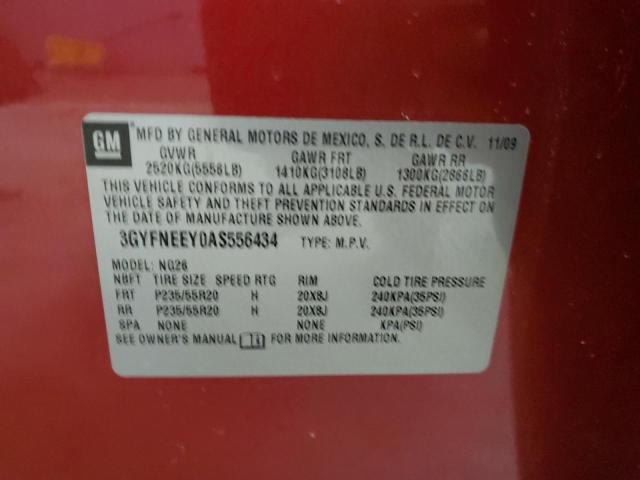 GM
MFD BY GENERAL MOTORS DE MEXICO, S. DE R.L. DE C.V. 11/09
GVWR GAWR FRT GAWR RR
2520KG(5556LB) 1410KG(3108LB) 1300KG(2866LB)
THIS VEHICLE CONFORMS TO ALL APPLICABLE U.S. FEDERAL MOTOR
VEHICLE SAFETY AND THEFT PREVENTION STANDARDS IN EFFECT ON
THE DATE OF MANUFACTURE SHOWN ABOVE.
3GYFNEEY0AS556434 TYPE: M.P.V.
MODEL: NG26
NBFT TIRE SIZE SPEED RTG RIM COLD TIRE PRESSURE
FRT P235/55R20 H 20X8J 240KPA(35PSI)
RR P235/55R20 H 20X8J 240KPA(35PSI)
SPA NONE NONE KPA(PSI)
SEE OWNER'S MANUAL FOR MORE INFORMATION.